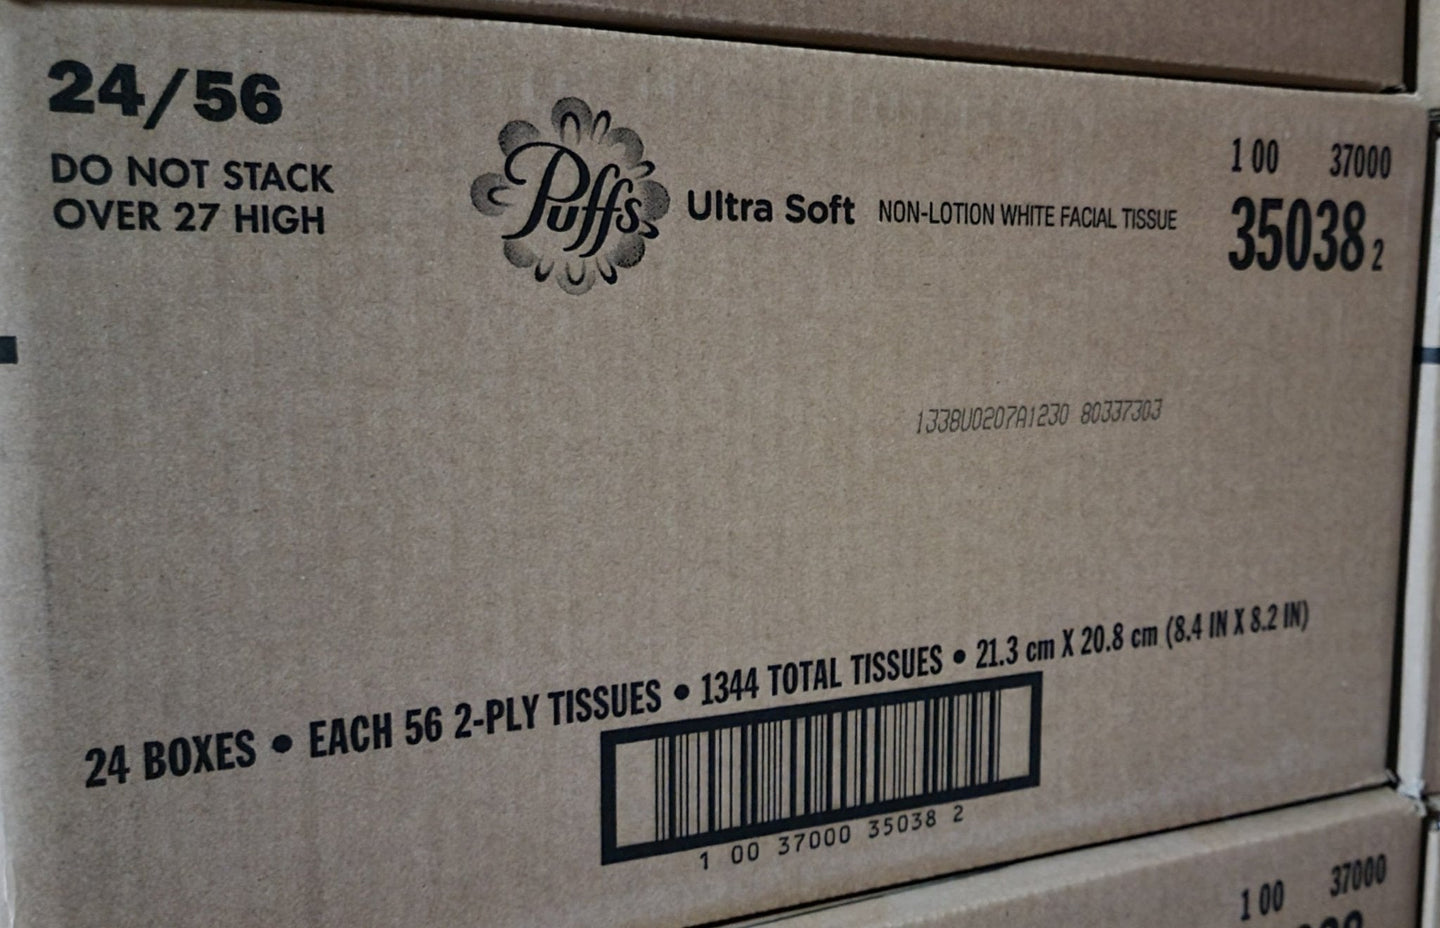 24/56
DO NOT STACK
OVER 27 HIGH
Puffs Ultra Soft NON-LOTION WHITE FACIAL TISSUE
1 00 37000
35038 2
1338U0207A1230 80337303
24 BOXES • EACH 56 2-PLY TISSUES • 1344 TOTAL TISSUES • 21.3 cm X 20.8 cm (8.4 IN X 8.2 IN)
1 00 37000 35038 2
1 00 37000